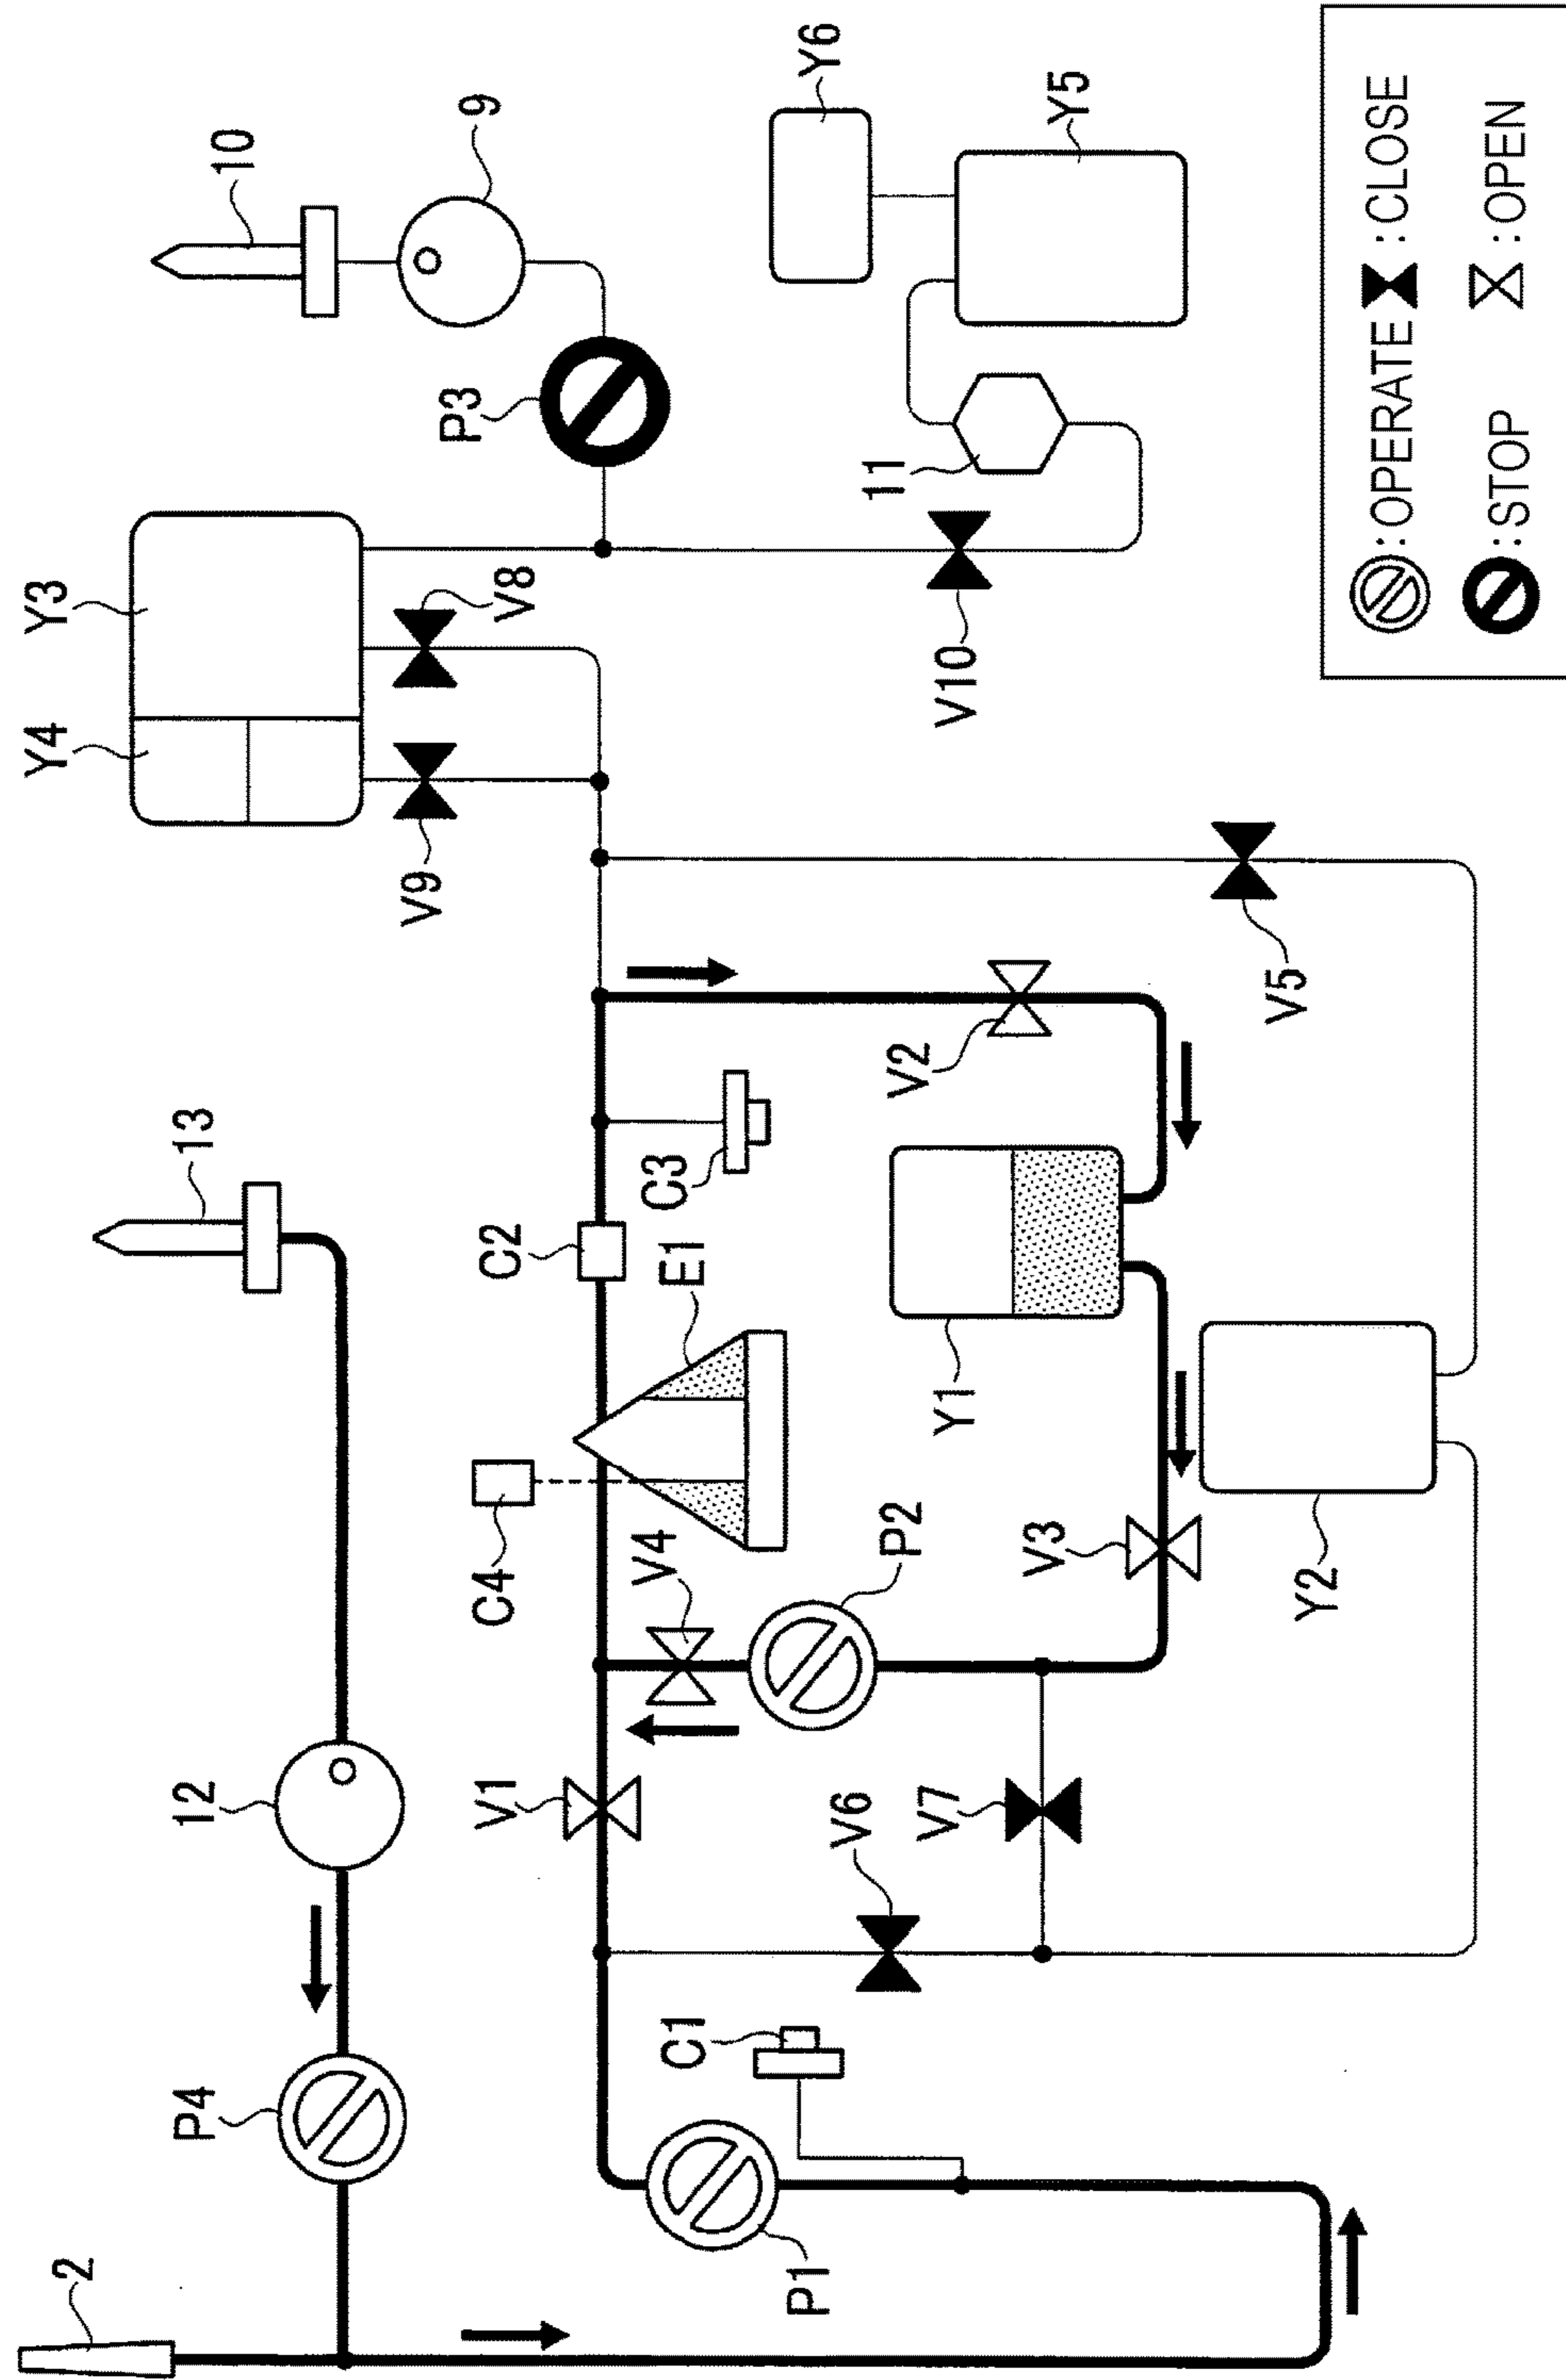 2
Y4
Y3
P4
12
13
10
V9
P3
9
C4
V1
C2
V8
V4
C3
C1
E1
P1
Y6
V6
11
P2
V2
V7
Y1
V10
V3
Y5
V5
Y2
:OPERATE :CLOSE
:STOP :OPEN